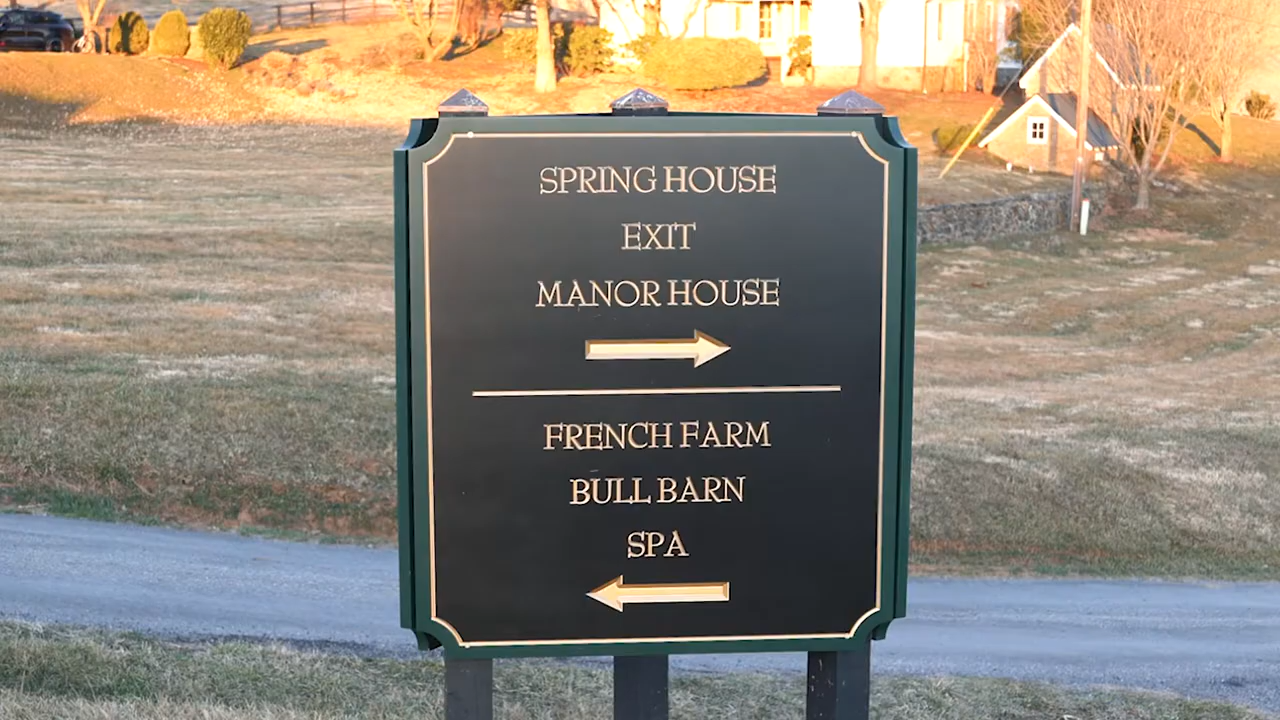 SPRING HOUSE
EXIT
MANOR HOUSE
FRENCH FARM
BULL BARN
SPA